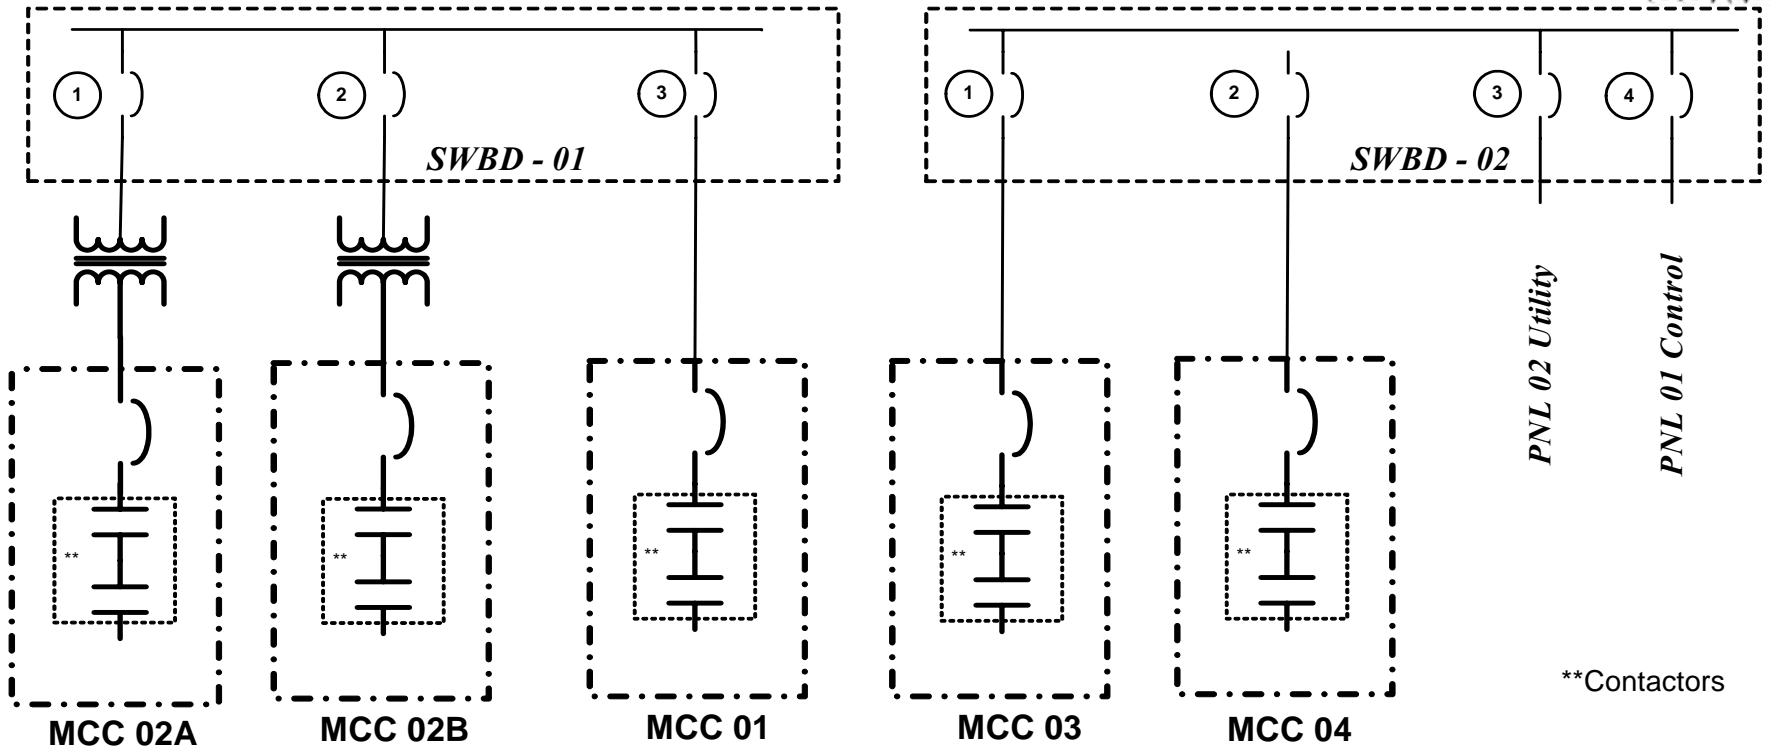 1
2
3
1
2
3
4
SWBD - 01
SWBD - 02
PNL 02 Utility
PNL 01 Control
**
**
**
**
**
**Contactors
MCC 02A
MCC 02B
MCC 01
MCC 03
MCC 04